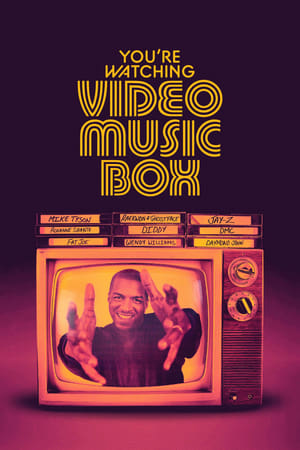 YOU'RE
WATCHING
VIDEO
MUSIC
BOX
MIKE TYSON
RAEKWON & GHOSTFACE
JAY-Z
ROXANNE SHANTE
DIDDY
DMC
FAT JOE
WENDY WILLIAMS
DAYMOND JOHN